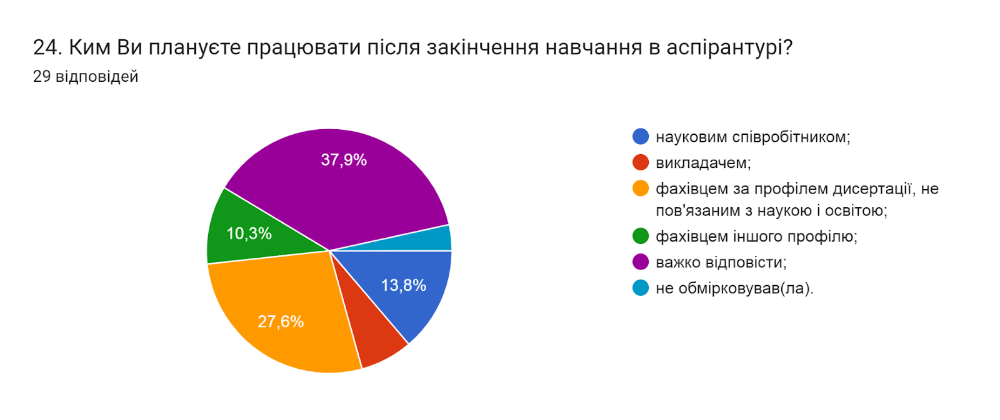 24. Ким Ви плануєте працювати після закінчення навчання в аспірантурі?
29 відповідей
37,9%
10,3%
13,8%
27,6%
науковим співробітником;
викладачем;
фахівцем за профілем дисертації, не
пов'язаним з наукою і освітою;
фахівцем іншого профілю;
важко відповісти;
не обмірковував(ла).